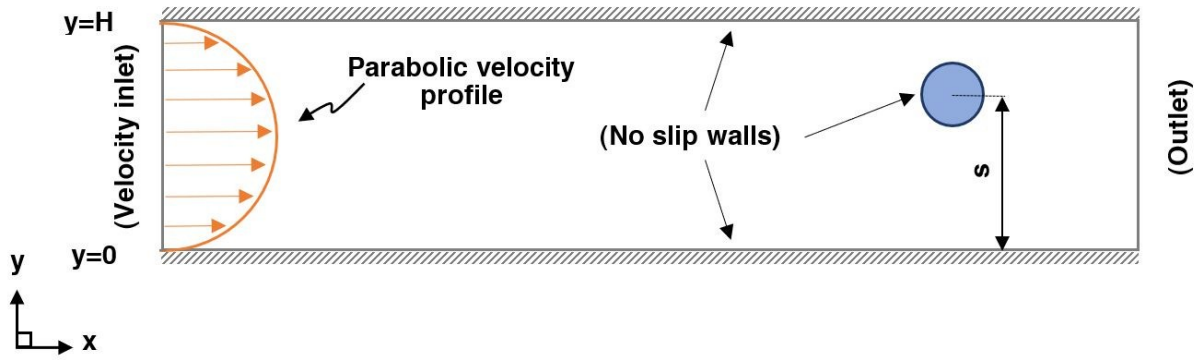 y=H
(Velocity inlet)
Parabolic velocity
profile
(No slip walls)
s
(Outlet)
y=0
y
x